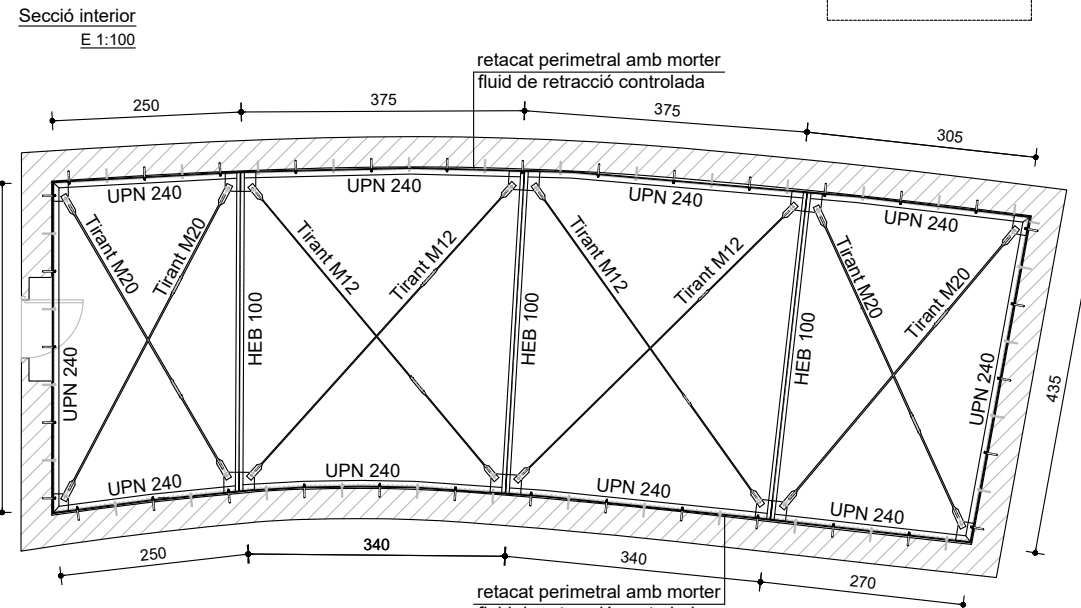 Secció interior
E 1:100
retacat perimetral amb morter
fluid de retracció controlada
250
375
375
305
UPN 240
UPN 240
UPN 240
UPN 240
Tirant M20
Tirant M20
Tirant M12
Tirant M12
Tirant M12
Tirant M12
Tirant M20
Tirant M20
UPN 240
HEB 100
HEB 100
HEB 100
UPN 240
435
UPN 240
UPN 240
UPN 240
UPN 240
250
340
340
270
retacat perimetral amb morter